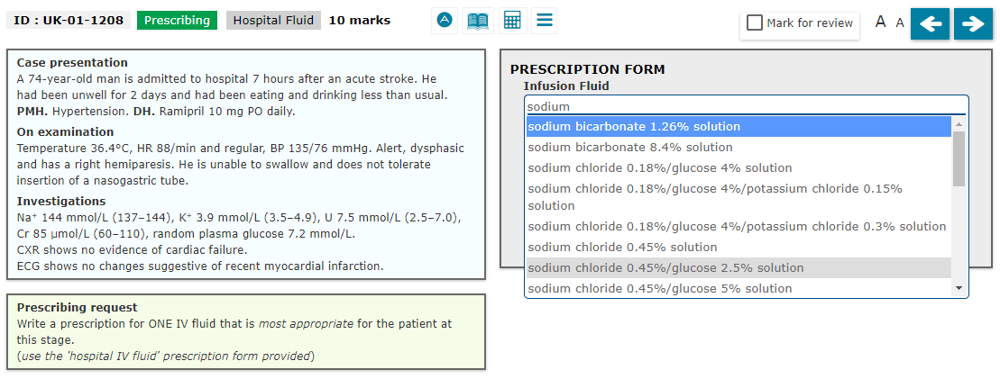 ID : UK-01-1208 Prescribing Hospital Fluid 10 marks A Mark for review A A
Case presentation
A 74-year-old man is admitted to hospital 7 hours after an acute stroke. He
had been unwell for 2 days and had been eating and drinking less than usual.
PMH. Hypertension. DH. Ramipril 10 mg PO daily.
On examination
Temperature 36.4°C, HR 88/min and regular, BP 135/76 mmHg. Alert, dysphasic
and has a right hemiparesis. He is unable to swallow and does not tolerate
insertion of a nasogastric tube.
Investigations
Na⁺ 144 mmol/L (137–144), K⁺ 3.9 mmol/L (3.5–4.9), U 7.5 mmol/L (2.5–7.0),
Cr 85 µmol/L (60–110), random plasma glucose 7.2 mmol/L.
CXR shows no evidence of cardiac failure.
ECG shows no changes suggestive of recent myocardial infarction.
Prescribing request
Write a prescription for ONE IV fluid that is most appropriate for the patient at
this stage.
(use the 'hospital IV fluid' prescription form provided)
PRESCRIPTION FORM
Infusion Fluid
sodium
sodium bicarbonate 1.26% solution
sodium bicarbonate 8.4% solution
sodium chloride 0.18%/glucose 4% solution
sodium chloride 0.18%/glucose 4%/potassium chloride 0.15%
solution
sodium chloride 0.18%/glucose 4%/potassium chloride 0.3% solution
sodium chloride 0.45% solution
sodium chloride 0.45%/glucose 2.5% solution
sodium chloride 0.45%/glucose 5% solution